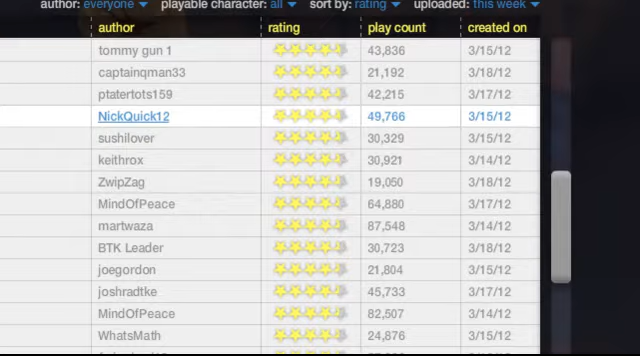 author: everyone playable character: all sort by: rating uploaded: this week
author rating play count created on
tommy gun 1 43,836 3/15/12
captainqman33 21,192 3/18/12
ptatertots159 42,215 3/17/12
NickQuick12 49,766 3/15/12
sushilover 30,329 3/15/12
keithrox 30,921 3/14/12
ZwipZag 19,050 3/18/12
MindOfPeace 64,880 3/17/12
martwaza 87,548 3/14/12
BTK Leader 30,723 3/18/12
joegordon 21,804 3/15/12
joshradtke 45,733 3/17/12
MindOfPeace 82,507 3/14/12
WhatsMath 24,876 3/15/12